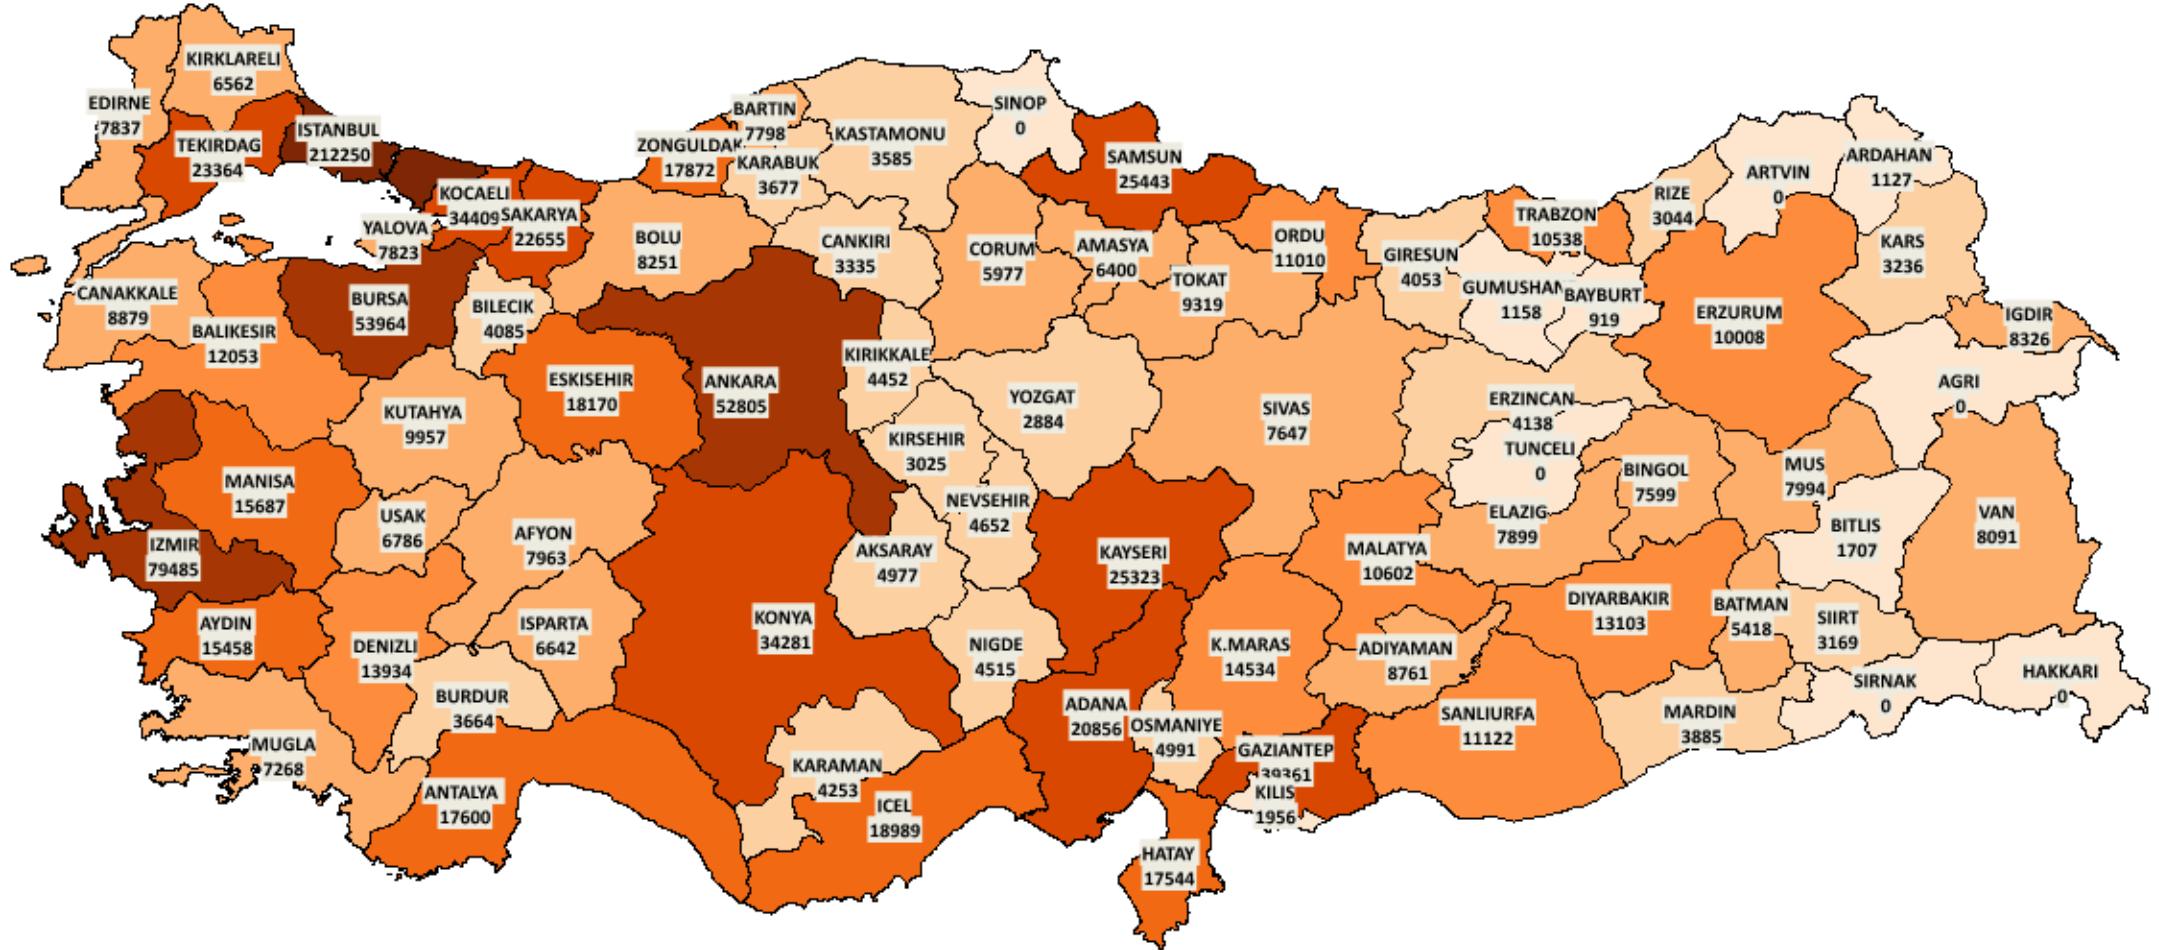 KIRKLARELI
6562
EDIRNE
7837
TEKIRDAG
23364
ISTANBUL
212250
KOCAELI
34409
SAKARYA
22655
YALOVA
7823
BARTIN
7798
ZONGULDAK
17872
KARABUK
3677
KASTAMONU
3585
SINOP
0
SAMSUN
25443
BOLU
8251
CANKIRI
3335
CORUM
5977
AMASYA
6400
TOKAT
9319
ORDU
11010
GIRESUN
4053
TRABZON
10538
RIZE
3044
ARTVIN
0
ARDAHAN
1127
KARS
3236
GUMUSHAN
1158
BAYBURT
919
ERZURUM
10008
IGDIR
8326
AGRI
0
CANAKKALE
8879
BALIKESIR
12053
BURSA
53964
BILECIK
4085
ESKISEHIR
18170
ANKARA
52805
KIRIKKALE
4452
YOZGAT
2884
SIVAS
7647
ERZINCAN
4138
TUNCELI
0
BINGOL
7599
MUS
7994
BITLIS
1707
VAN
8091
KUTAHYA
9957
KIRSEHIR
3025
NEVSEHIR
4652
MANISA
15687
USAK
6786
AFYON
7963
IZMIR
79485
AKSARAY
4977
KAYSERI
25323
MALATYA
10602
ELAZIG
7899
DIYARBAKIR
13103
BATMAN
5418
SIIRT
3169
AYDIN
15458
DENIZLI
13934
ISPARTA
6642
BURDUR
3664
KONYA
34281
NIGDE
4515
K.MARAS
14534
ADIYAMAN
8761
SANLIURFA
11122
MARDIN
3885
SIRNAK
0
HAKKARI
0
MUGLA
7268
ANTALYA
17600
KARAMAN
4253
ICEL
18989
ADANA
20856
OSMANIYE
4991
GAZIANTEP
39361
KILIS
1956
HATAY
17544